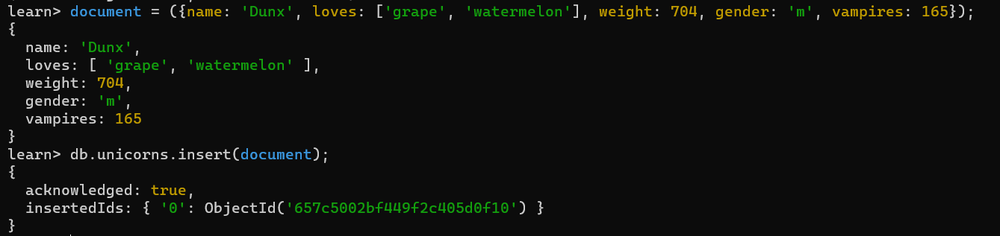 learn> document = ({name: 'Dunx', loves: ['grape', 'watermelon'], weight: 704, gender: 'm', vampires: 165});
{
  name: 'Dunx',
  loves: [ 'grape', 'watermelon' ],
  weight: 704,
  gender: 'm',
  vampires: 165
}
learn> db.unicorns.insert(document);
{
  acknowledged: true,
  insertedIds: { '0': ObjectId('657c5002bf449f2c405d0f10') }
}